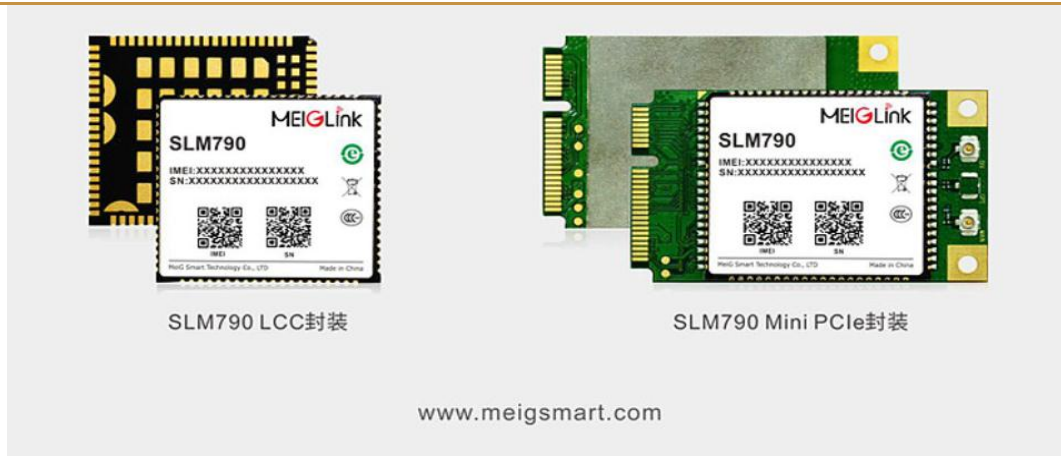 MEIGLink
SLM790
IMEI:XXXXXXXXXXXXXXX
SN:XXXXXXXXXXXXXXXXXX
IMEI
SN
MeiG Smart Technology Co., LTD
Made in China
MEIGLink
SLM790
IMEI:XXXXXXXXXXXXXXX
SN:XXXXXXXXXXXXXXXXXX
IMEI
SN
MeiG Smart Technology Co., LTD
Made in China
SLM790 LCC封装
SLM790 Mini PCIe封装
www.meigsmart.com